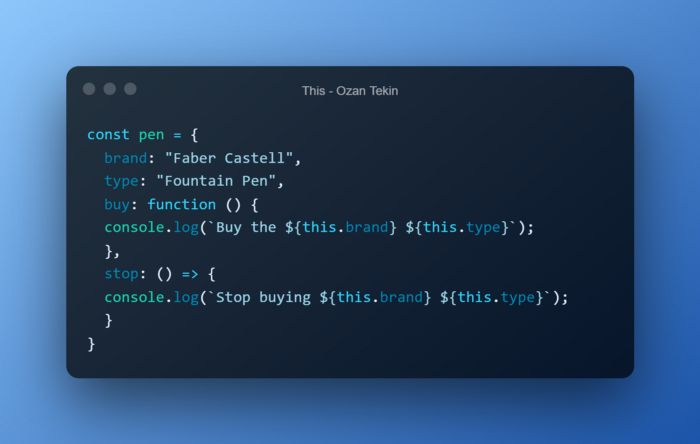 This - Ozan Tekin
const pen = {
  brand: "Faber Castell",
  type: "Fountain Pen",
  buy: function () {
  console.log(`Buy the ${this.brand} ${this.type}`);
  },
  stop: () => {
  console.log(`Stop buying ${this.brand} ${this.type}`);
  }
}